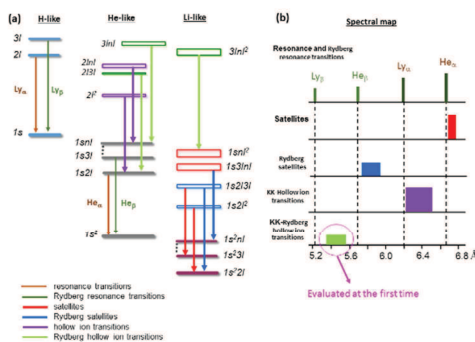 (a)
H-like
He-like
Li-like
3l
2l
Lyα
Lyβ
1s
3lnl
2lnl
2l3l
2l²
1snl
1s3l
1s2l
Heα
Heβ
1s²
3lnl²
1snl²
1s3lnl
1s2l3l
1s2l²
1s²nl
1s²3l
1s²2l
resonance transitions
Rydberg resonance transitions
satellites
Rydberg satellites
hollow ion transitions
Rydberg hollow ion transitions
(b)
Spectral map
Resonance and Rydberg
resonance transitions
Lyβ
Heβ
Lyα
Heα
Satellites
Rydberg
satellites
KK Hollow ion
transitions
KK-Rydberg
hollow ion
transitions
5.2 5.6 6.0 6.4 6.8
Evaluated at the first time